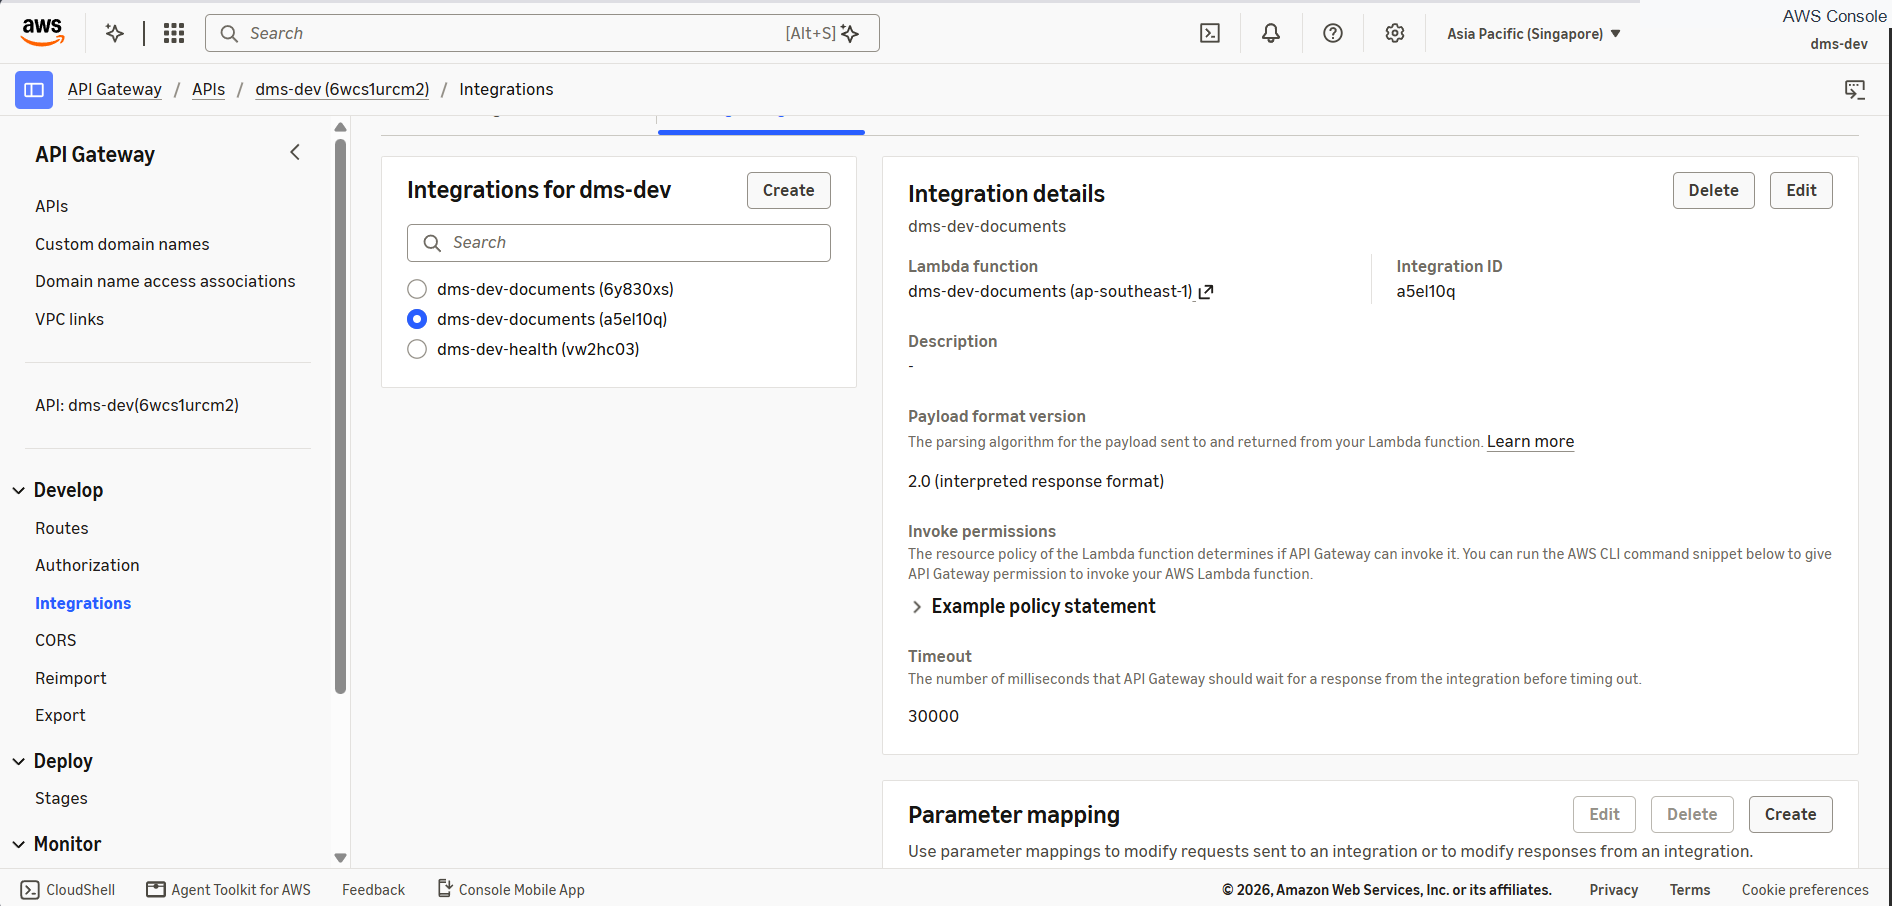 aws
Search
[Alt+S]
Asia Pacific (Singapore)
AWS Console
dms-dev
API Gateway / APIs / dms-dev (6wcs1urcm2) / Integrations
API Gateway
APIs
Custom domain names
Domain name access associations
VPC links
API: dms-dev(6wcs1urcm2)
Develop
Routes
Authorization
Integrations
CORS
Reimport
Export
Deploy
Stages
Monitor
Integrations for dms-dev
Create
Search
dms-dev-documents (6y830xs)
dms-dev-documents (a5el10q)
dms-dev-health (vw2hc03)
Integration details
Delete
Edit
dms-dev-documents
Lambda function
dms-dev-documents (ap-southeast-1)
Integration ID
a5el10q
Description
-
Payload format version
The parsing algorithm for the payload sent to and returned from your Lambda function. Learn more
2.0 (interpreted response format)
Invoke permissions
The resource policy of the Lambda function determines if API Gateway can invoke it. You can run the AWS CLI command snippet below to give
API Gateway permission to invoke your AWS Lambda function.
Example policy statement
Timeout
The number of milliseconds that API Gateway should wait for a response from the integration before timing out.
30000
Parameter mapping
Edit
Delete
Create
Use parameter mappings to modify requests sent to an integration or to modify responses from an integration.
CloudShell
Agent Toolkit for AWS
Feedback
Console Mobile App
© 2026, Amazon Web Services, Inc. or its affiliates.
Privacy
Terms
Cookie preferences